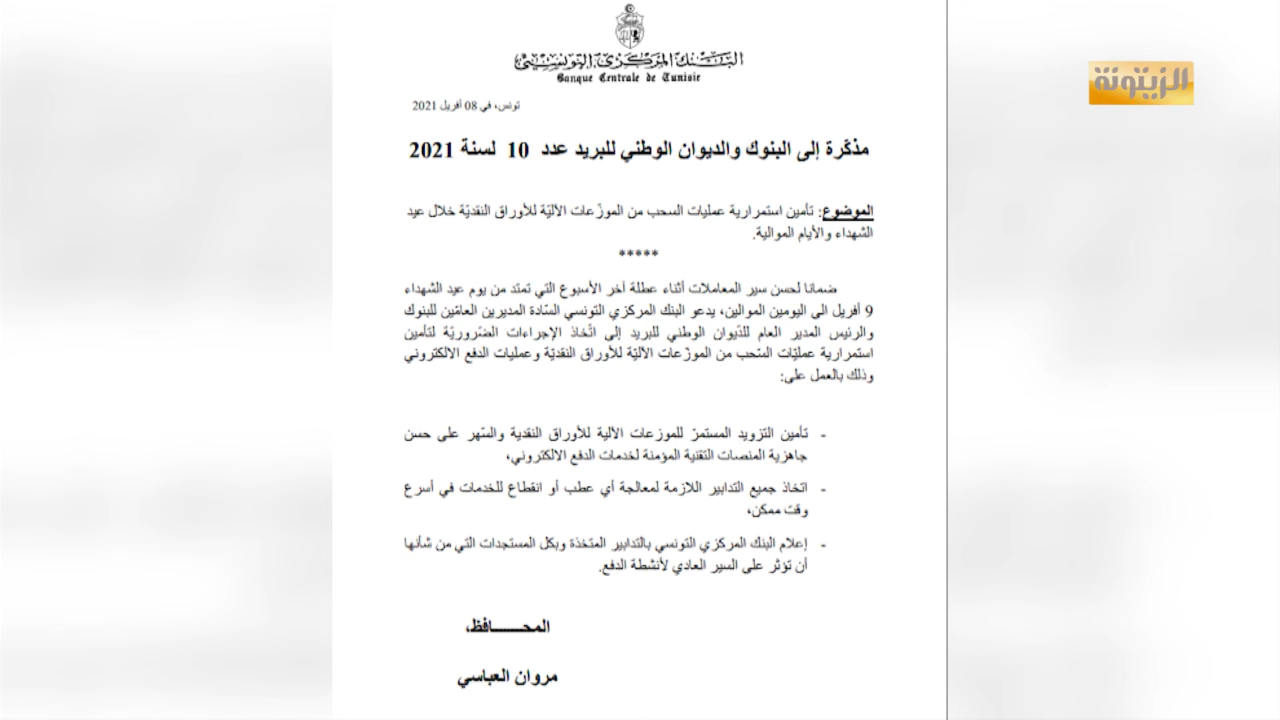 البنك المركزي التونسي
Banque Centrale de Tunisie
الزيتونة
تونس، في 08 أفريل 2021
مذكّرة إلى البنوك والديوان الوطني للبريد عدد 10 لسنة 2021
الموضوع: تأمين استمرارية عمليات السحب من الموزّعات الآليّة للأوراق النقديّة خلال عيد
الشهداء والأيام الموالية.
*****
ضمانا لحسن سير المعاملات أثناء عطلة آخر الأسبوع التي تمتد من يوم عيد الشهداء
9 أفريل الى اليومين الموالين، يدعو البنك المركزي التونسي السّادة المديرين العامّين للبنوك
والرئيس المدير العام للدّيوان الوطني للبريد إلى اتّخاذ الإجراءات الضّروريّة لتأمين
استمرارية عمليّات السّحب من الموزّعات الآليّة للأوراق النقديّة وعمليات الدفع الالكتروني
وذلك بالعمل على:
- تأمين التزويد المستمرّ للموزعات الآلية للأوراق النقدية والسّهر على حسن
جاهزية المنصات التقنية المؤمنة لخدمات الدفع الالكتروني،
- اتخاذ جميع التدابير اللازمة لمعالجة أي عطب أو انقطاع للخدمات في أسرع
وقت ممكن،
- إعلام البنك المركزي التونسي بالتدابير المتخذة وبكل المستجدات التي من شأنها
أن تؤثر على السير العادي لأنشطة الدفع.
المحـــــــافظ،
مروان العباسي